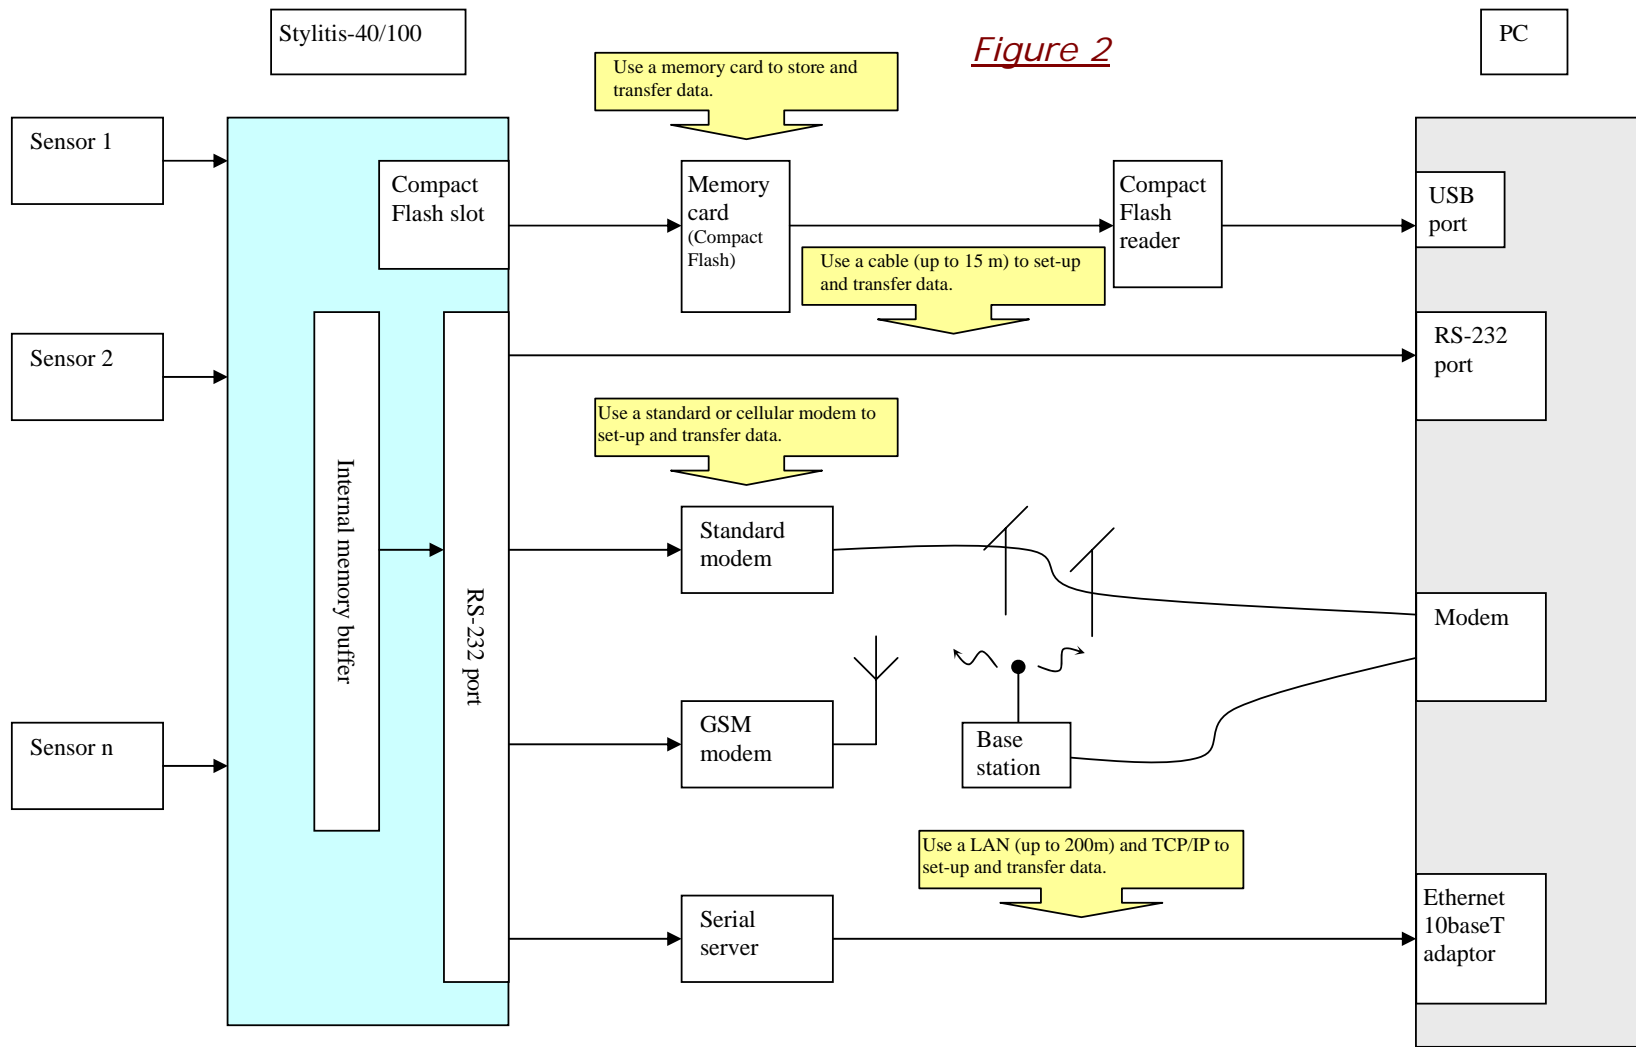 Stylitis-40/100
Figure 2
PC
Use a memory card to store and
transfer data.
Sensor 1
Compact
Flash slot
Memory
card
(Compact
Flash)
Compact
Flash
reader
USB
port
Use a cable (up to 15 m) to set-up
and transfer data.
Sensor 2
RS-232
port
Use a standard or cellular modem to
set-up and transfer data.
Internal memory buffer
RS-232 port
Standard
modem
Modem
Sensor n
GSM
modem
Base
station
Use a LAN (up to 200m) and TCP/IP to
set-up and transfer data.
Serial
server
Ethernet
10baseT
adaptor